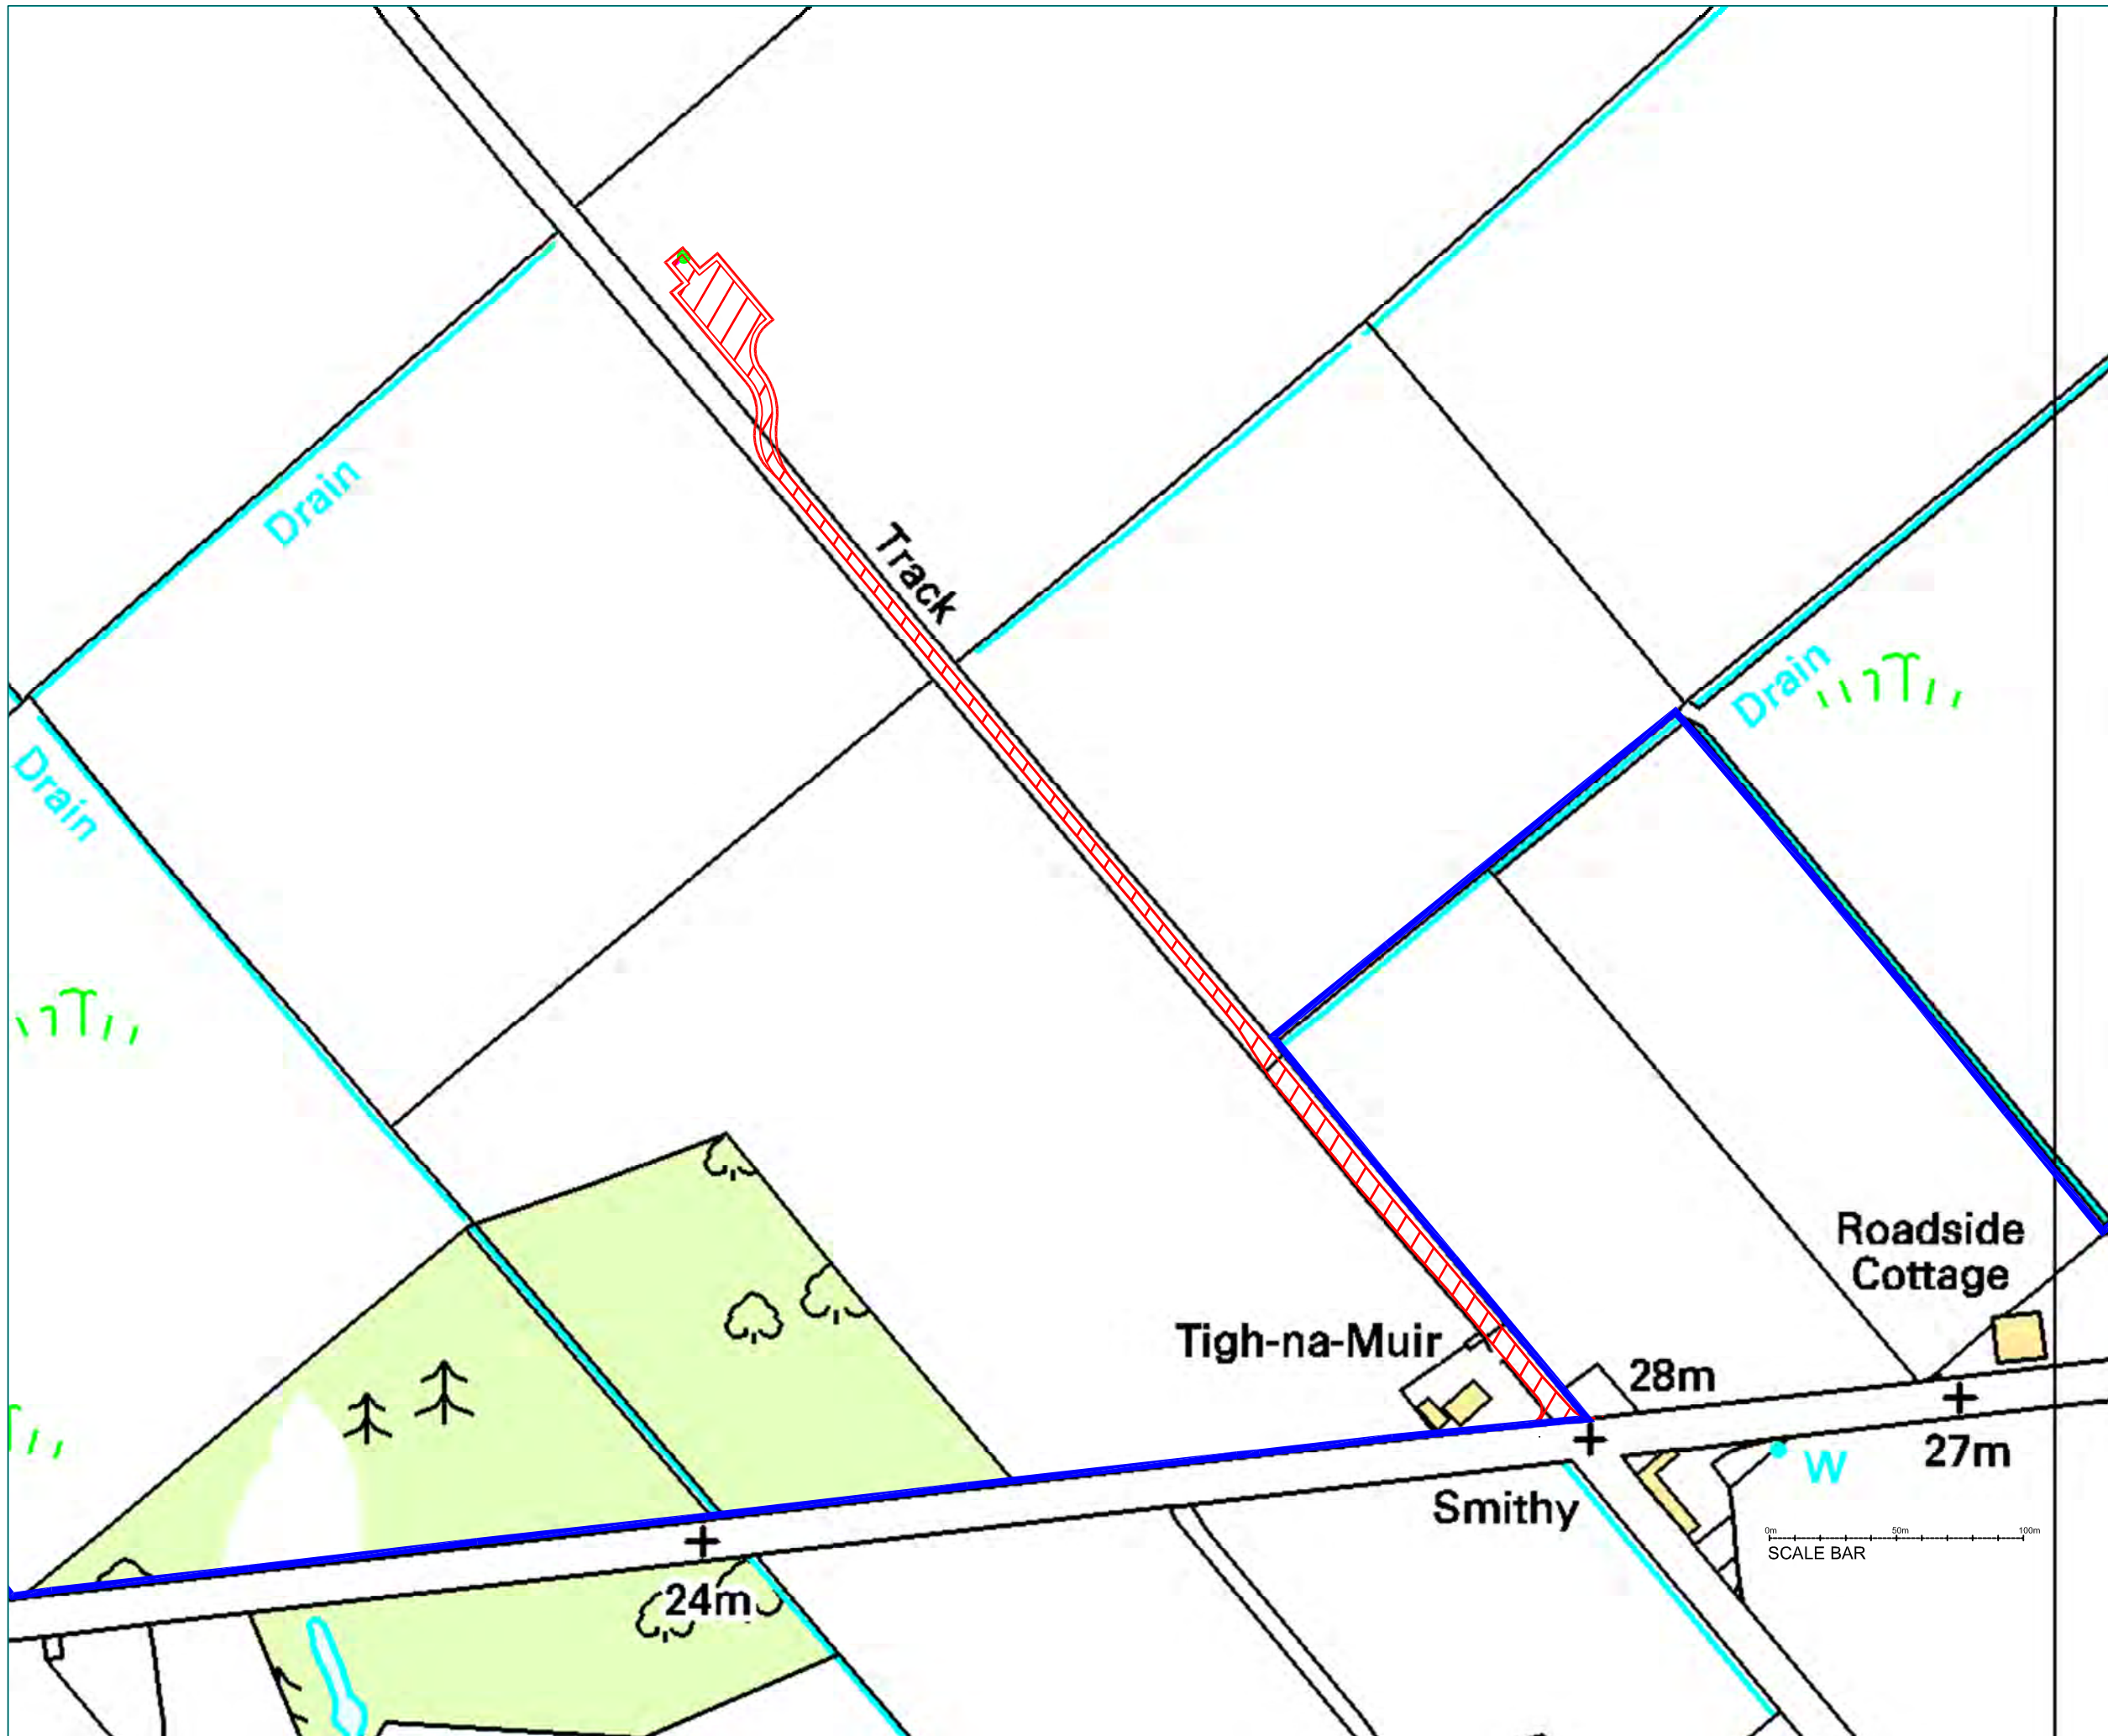 Drain
Track
Drain
Drain
Roadside
Cottage
Tigh-na-Muir
28m
27m
W
Smithy
0m 50m 100m
SCALE BAR
24m